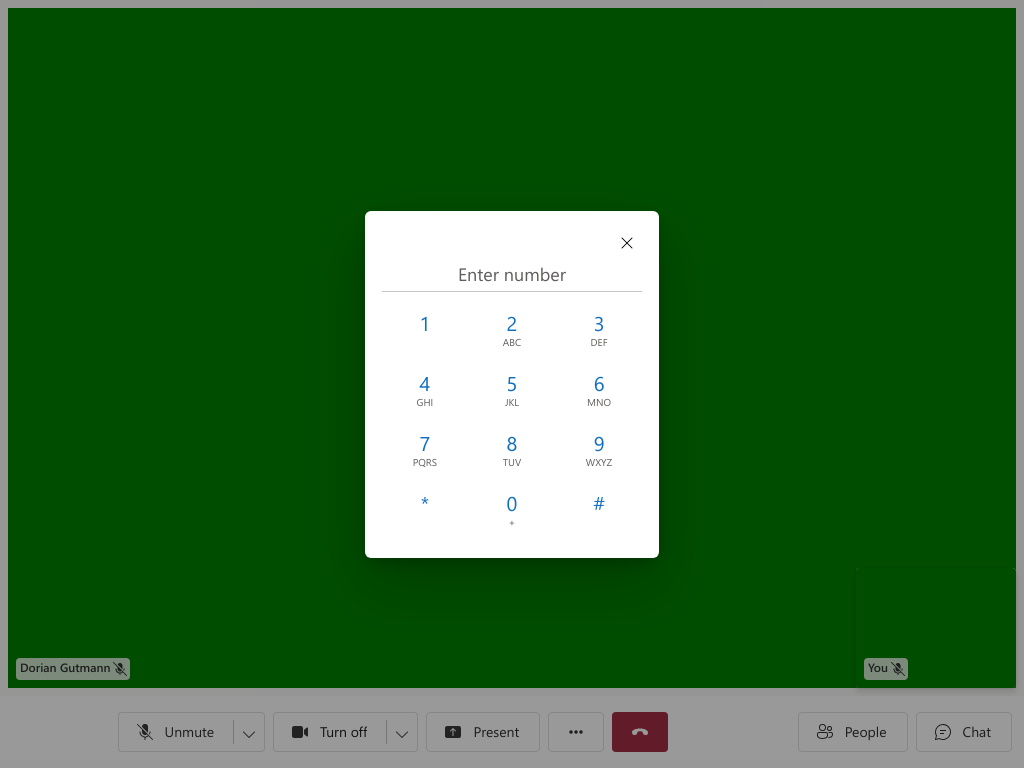 Enter number
1
2
3
ABC
DEF
4
5
6
GHI
JKL
MNO
7
8
9
PQRS
TUV
WXYZ
*
0
#
+
Dorian Gutmann
You
Unmute
Turn off
Present
People
Chat